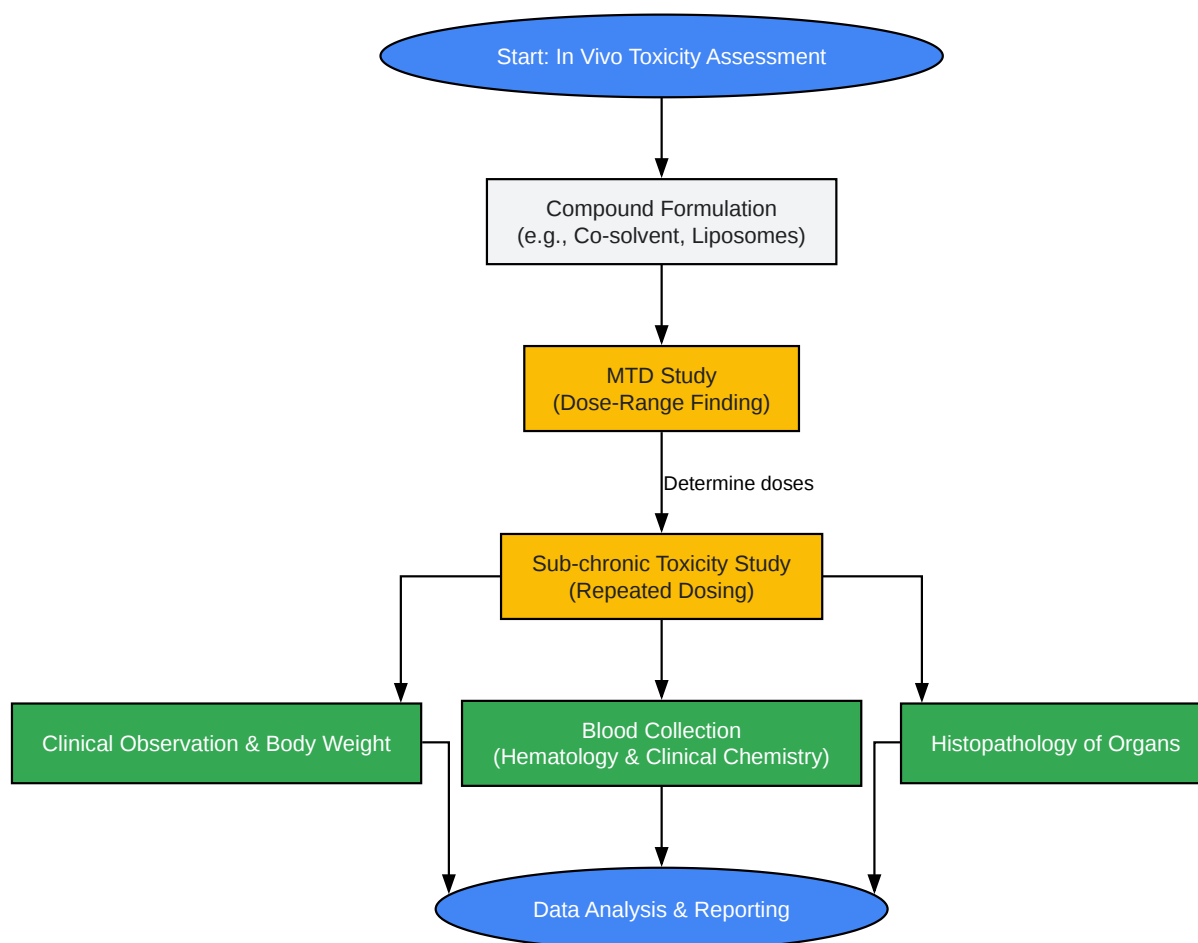 Start: In Vivo Toxicity Assessment
Compound Formulation
(e.g., Co-solvent, Liposomes)
MTD Study
(Dose-Range Finding)
Determine doses
Sub-chronic Toxicity Study
(Repeated Dosing)
Clinical Observation & Body Weight
Blood Collection
(Hematology & Clinical Chemistry)
Histopathology of Organs
Data Analysis & Reporting